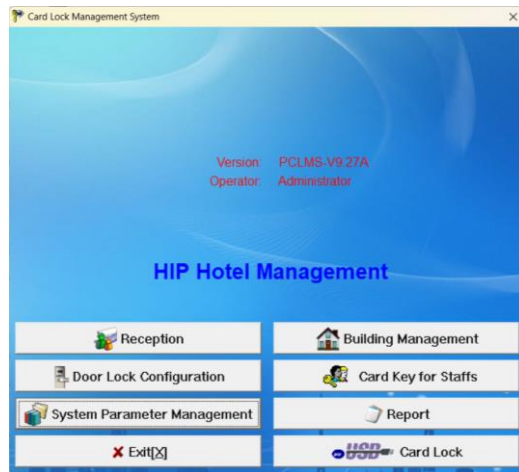 Card Lock Management System
Version: PCLMS-V9.27A
Operator: Administrator
HIP Hotel Management
Reception
Building Management
Door Lock Configuration
Card Key for Staffs
System Parameter Management
Report
Exit[X]
USB Card Lock